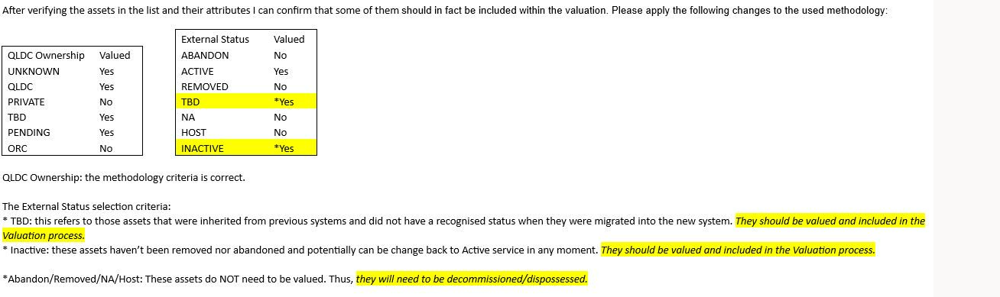 After verifying the assets in the list and their attributes I can confirm that some of them should in fact be included within the valuation. Please apply the following changes to the used methodology:
QLDC Ownership Valued
UNKNOWN Yes
QLDC Yes
PRIVATE No
TBD Yes
PENDING Yes
ORC No
External Status Valued
ABANDON No
ACTIVE Yes
REMOVED No
TBD *Yes
NA No
HOST No
INACTIVE *Yes
QLDC Ownership: the methodology criteria is correct.
The External Status selection criteria:
* TBD: this refers to those assets that were inherited from previous systems and did not have a recognised status when they were migrated into the new system. They should be valued and included in the
Valuation process.
* Inactive: these assets haven't been removed nor abandoned and potentially can be change back to Active service in any moment. They should be valued and included in the Valuation process.
*Abandon/Removed/NA/Host: These assets do NOT need to be valued. Thus, they will need to be decommissioned/dispossessed.